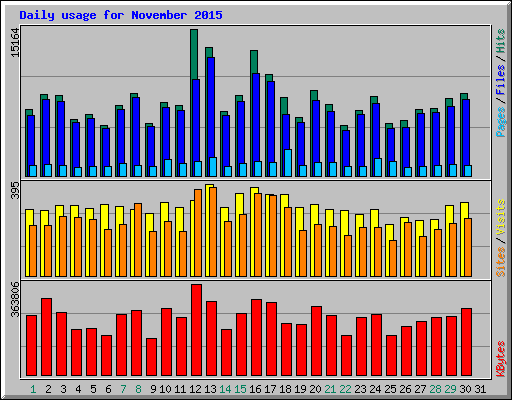 Daily usage for November 2015
15164
Pages / Files / Hits
395
Sites / Visits
363806
KBytes
1 2 3 4 5 6 7 8 9 10 11 12 13 14 15 16 17 18 19 20 21 22 23 24 25 26 27 28 29 30 31